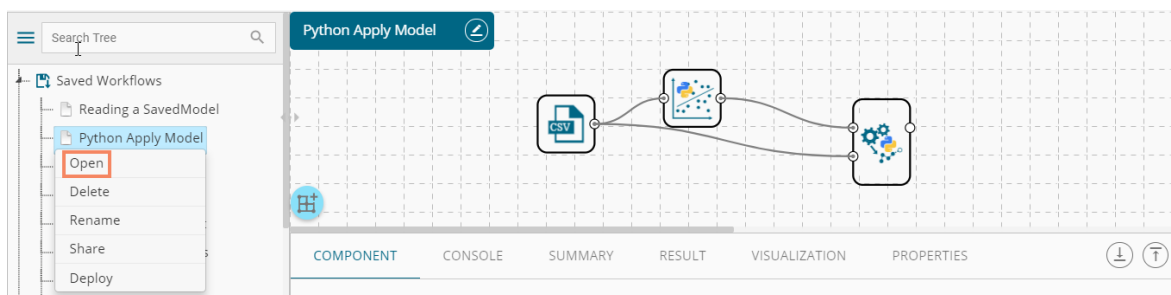 Search Tree
Saved Workflows
Reading a SavedModel
Python Apply Model
Open
Delete
Rename
Share
Deploy
Python Apply Model
CSV
COMPONENT CONSOLE SUMMARY RESULT VISUALIZATION PROPERTIES